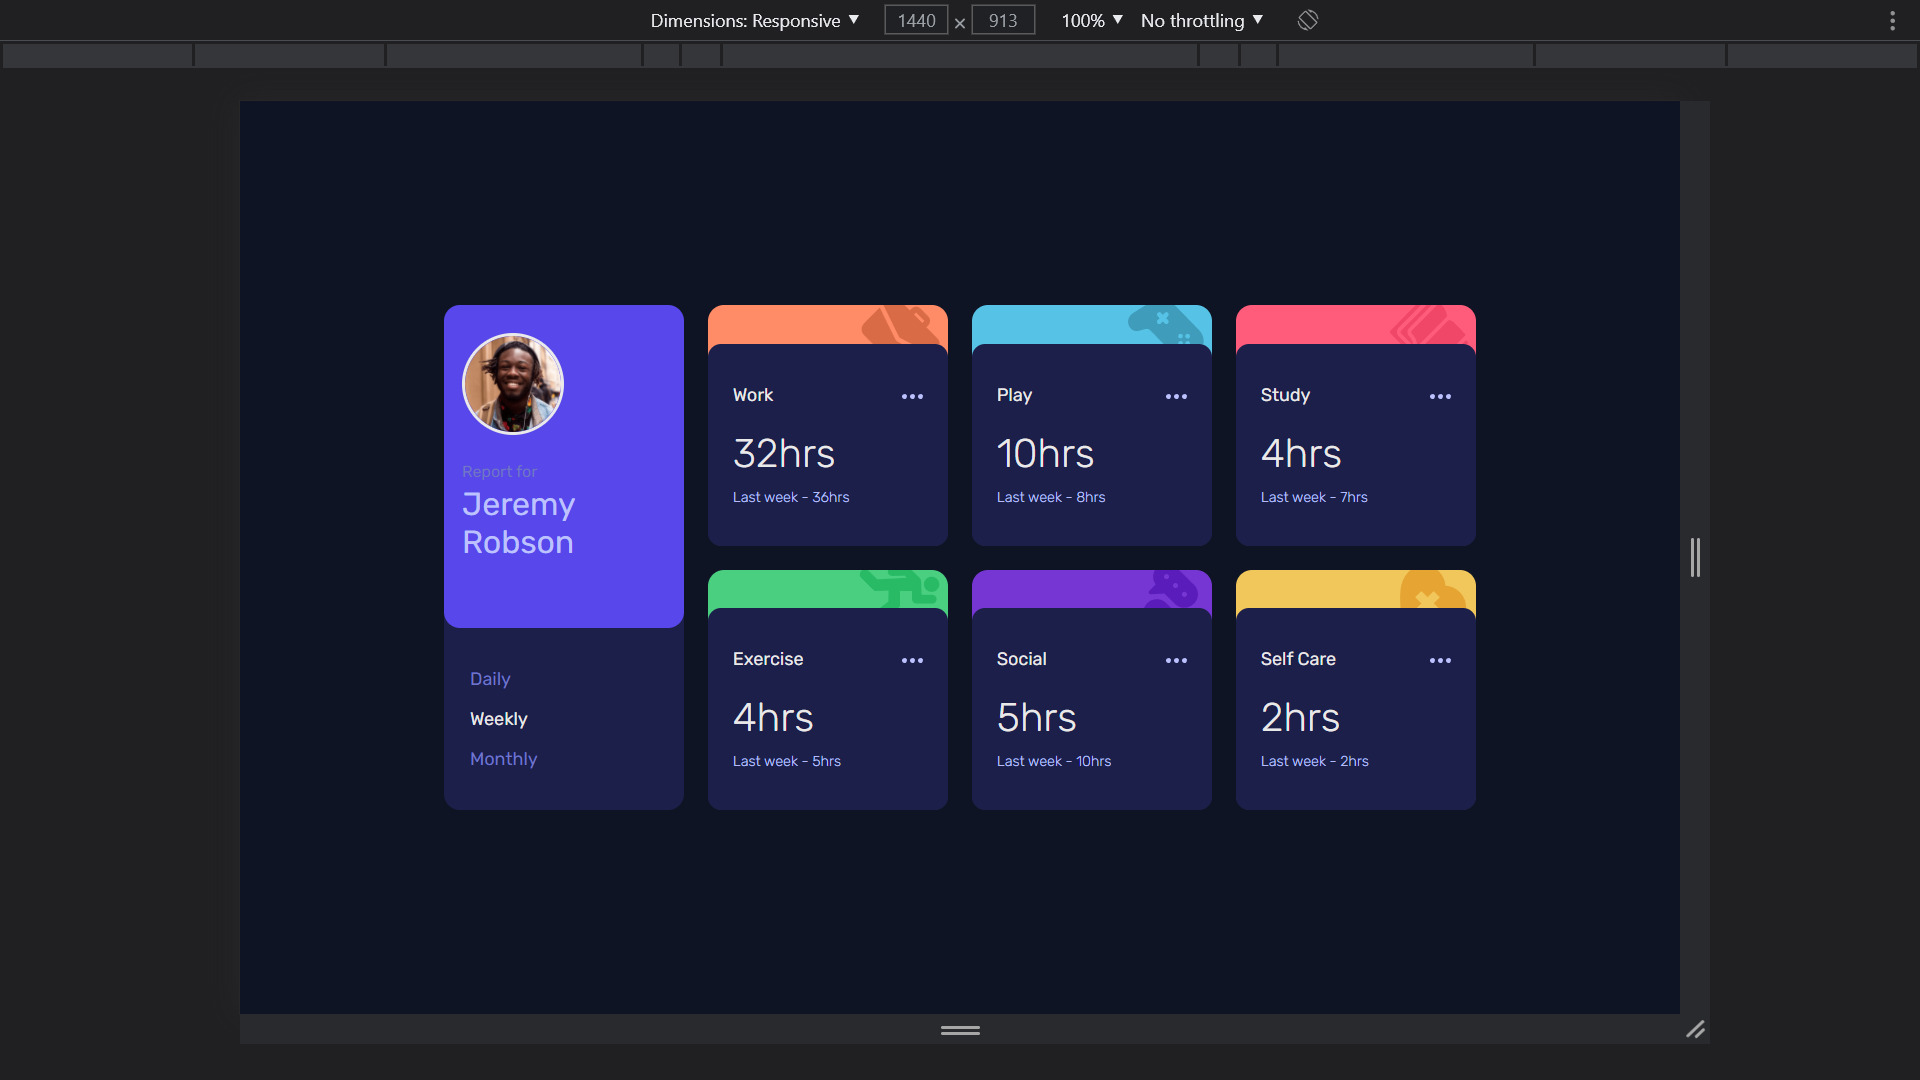 Dimensions: Responsive ▼ 1440 × 913 100% ▼ No throttling ▼
Report for
Jeremy
Robson
Daily
Weekly
Monthly
Work
32hrs
Last week - 36hrs
Play
10hrs
Last week - 8hrs
Study
4hrs
Last week - 7hrs
Exercise
4hrs
Last week - 5hrs
Social
5hrs
Last week - 10hrs
Self Care
2hrs
Last week - 2hrs